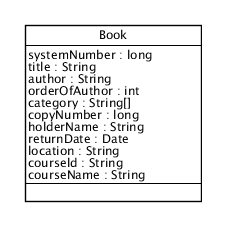 Book
systemNumber : long
title : String
author : String
orderOfAuthor : int
category : String[]
copyNumber : long
holderName : String
returnDate : Date
location : String
courseId : String
courseName : String